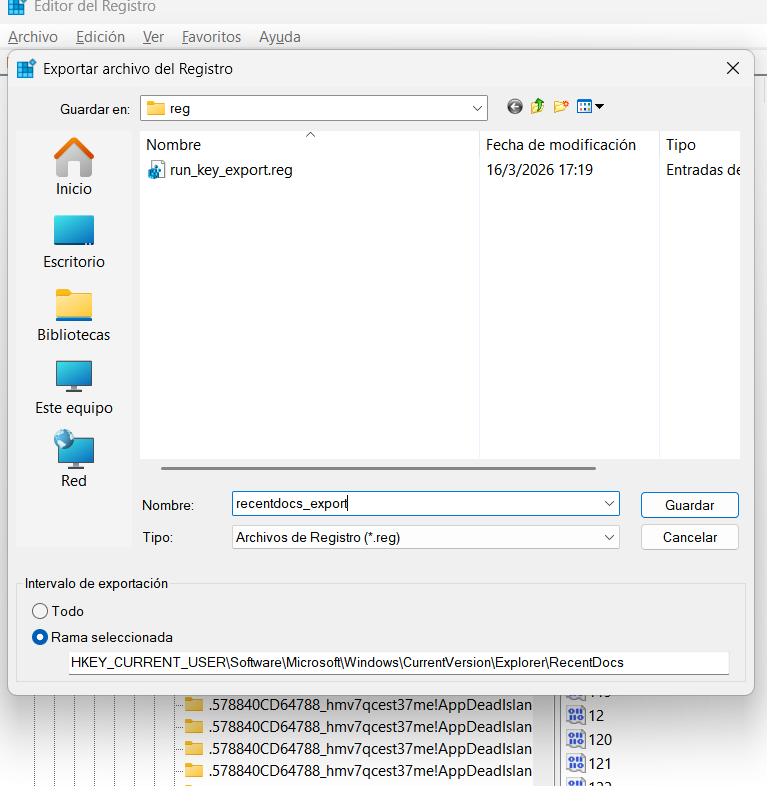 Editor del Registro
Archivo Edición Ver Favoritos Ayuda
Exportar archivo del Registro
Guardar en: reg
Nombre Fecha de modificación Tipo
run_key_export.reg 16/3/2026 17:19 Entradas de
Inicio
Escritorio
Bibliotecas
Este equipo
Red
Nombre: recentdocs_export Guardar
Tipo: Archivos de Registro (*.reg) Cancelar
Intervalo de exportación
Todo
Rama seleccionada
HKEY_CURRENT_USER\Software\Microsoft\Windows\CurrentVersion\Explorer\RecentDocs
.578840CD64788_hmv7qcest37me!AppDeadIslan
12
.578840CD64788_hmv7qcest37me!AppDeadIslan
120
.578840CD64788_hmv7qcest37me!AppDeadIslan
121
.578840CD64788_hmv7qcest37me!AppDeadIslan